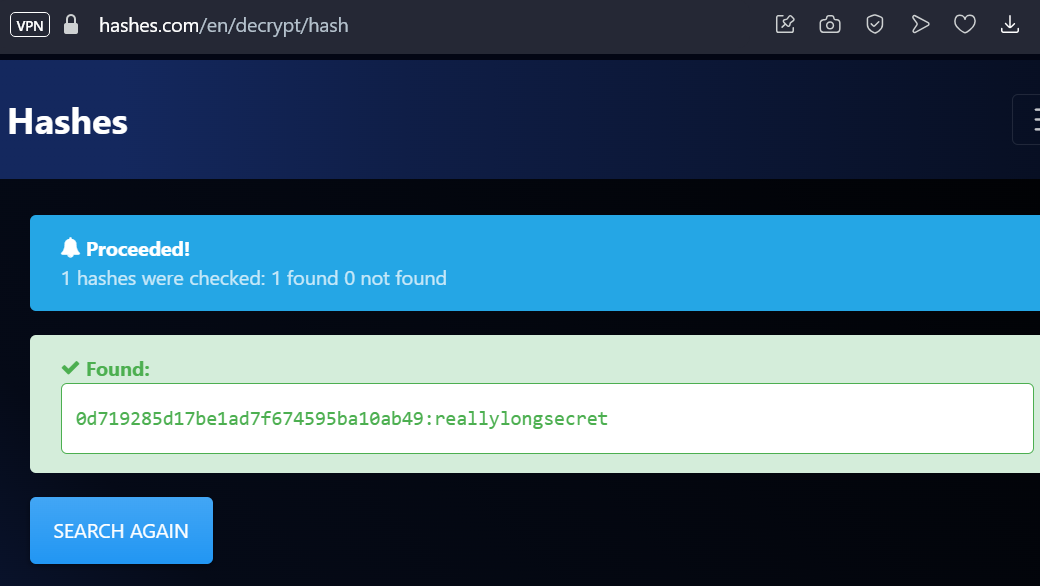 VPN hashes.com/en/decrypt/hash
Hashes
Proceeded!
1 hashes were checked: 1 found 0 not found
Found:
0d719285d17be1ad7f674595ba10ab49:reallylongsecret
SEARCH AGAIN